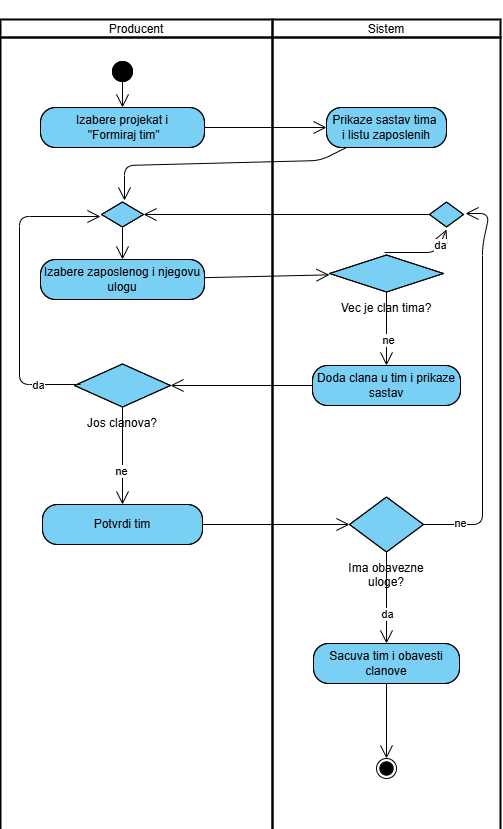 Producent
Sistem
Izabere projekat i
"Formiraj tim"
Prikaze sastav tima
i listu zaposlenih
Izabere zaposlenog i njegovu
ulogu
da
Vec je clan tima?
ne
Doda clana u tim i prikaze
sastav
da
Jos clanova?
ne
Potvrdi tim
ne
Ima obavezne
uloge?
da
Sacuva tim i obavesti
clanove